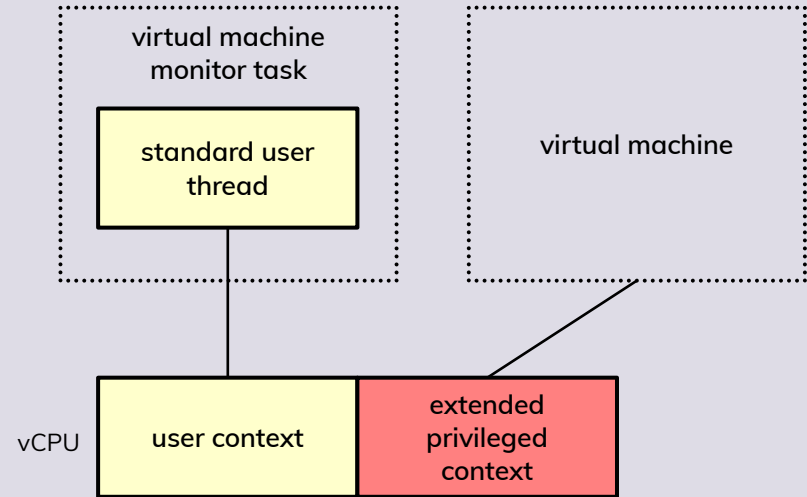 virtual machine
monitor task
standard user
thread
virtual machine
vCPU
user context
extended
privileged
context